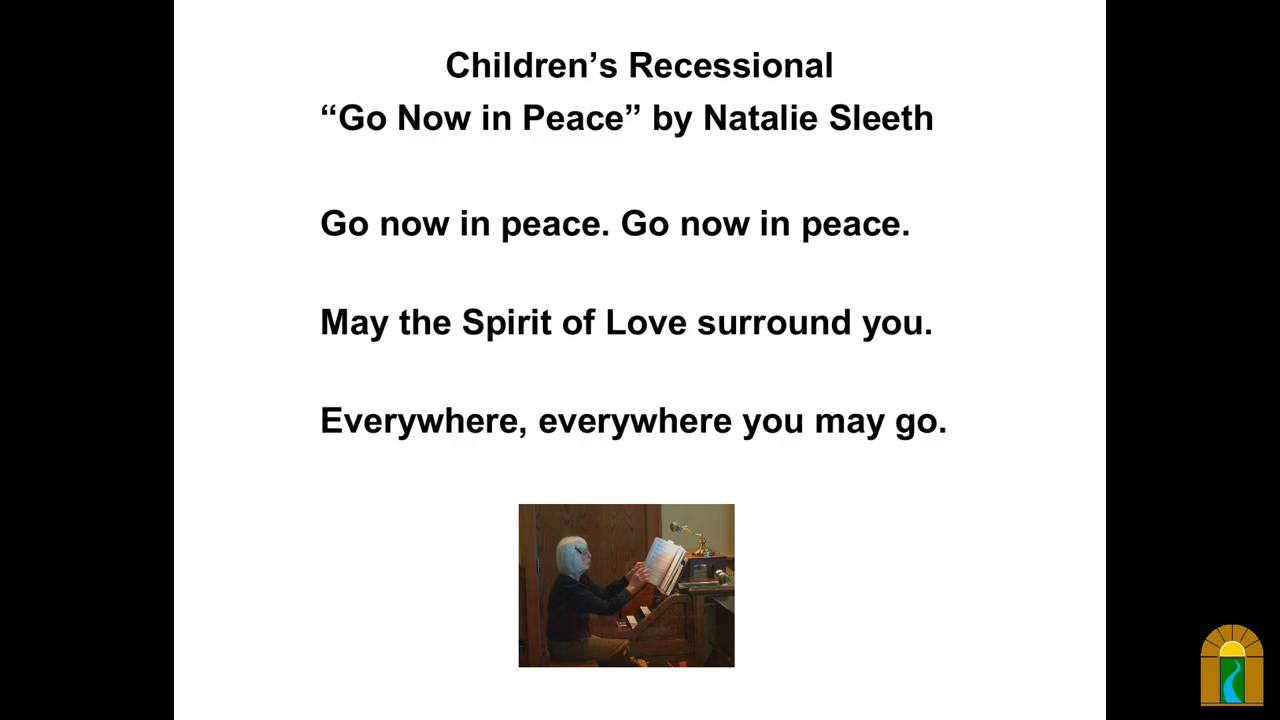 Children’s Recessional
“Go Now in Peace” by Natalie Sleeth
Go now in peace. Go now in peace.
May the Spirit of Love surround you.
Everywhere, everywhere you may go.